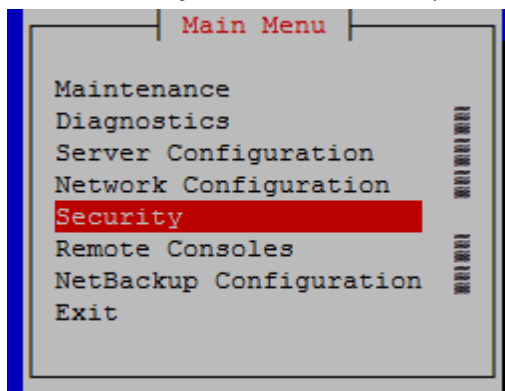 Main Menu
Maintenance
Diagnostics
Server Configuration
Network Configuration
Security
Remote Consoles
NetBackup Configuration
Exit